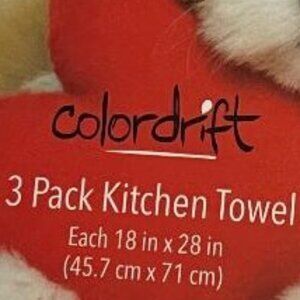 colordrift
3 Pack Kitchen Towel
Each 18 in x 28 in
(45.7 cm x 71 cm)